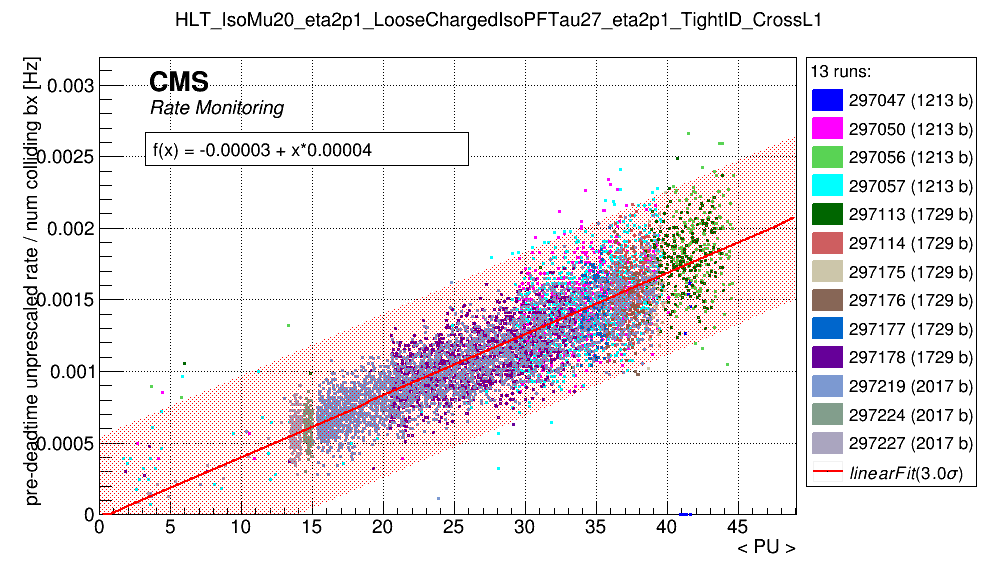 HLT_IsoMu20_eta2p1_LooseChargedIsoPFTau27_eta2p1_TightID_CrossL1
pre-deadtime unprescaled rate / num colliding bx [Hz]
CMS
Rate Monitoring
f(x) = -0.00003 + x*0.00004
0.003
0.0025
0.002
0.0015
0.001
0.0005
0
0 5 10 15 20 25 30 35 40 45
< PU >
13 runs:
297047 (1213 b)
297050 (1213 b)
297056 (1213 b)
297057 (1213 b)
297113 (1729 b)
297114 (1729 b)
297175 (1729 b)
297176 (1729 b)
297177 (1729 b)
297178 (1729 b)
297219 (2017 b)
297224 (2017 b)
297227 (2017 b)
linearFit(3.0σ)